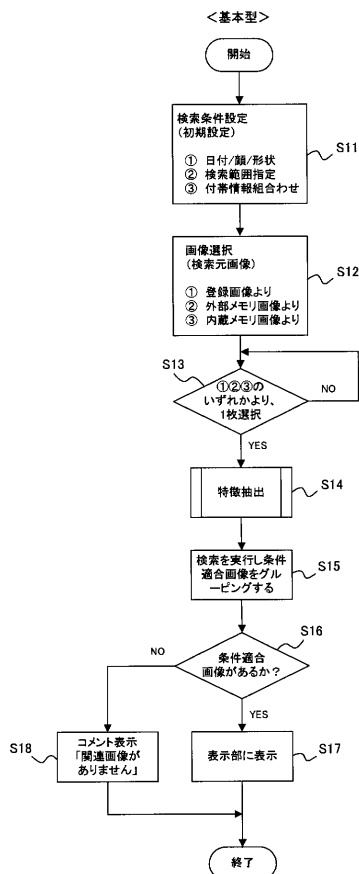 ＜基本型＞
開始
検索条件設定
(初期設定)
① 日付/顔/形状
② 検索範囲指定
③ 付帯情報組合わせ
S11
画像選択
(検索元画像)
① 登録画像より
② 外部メモリ画像より
③ 内蔵メモリ画像より
S12
S13
①②③の
いずれかより、
1枚選択
NO
YES
特徴抽出
S14
検索を実行し条件
適合画像をグル
ーピングする
S15
S16
条件適合
画像があるか？
NO
YES
S18
コメント表示
「関連画像が
ありません」
表示部に表示
S17
終了